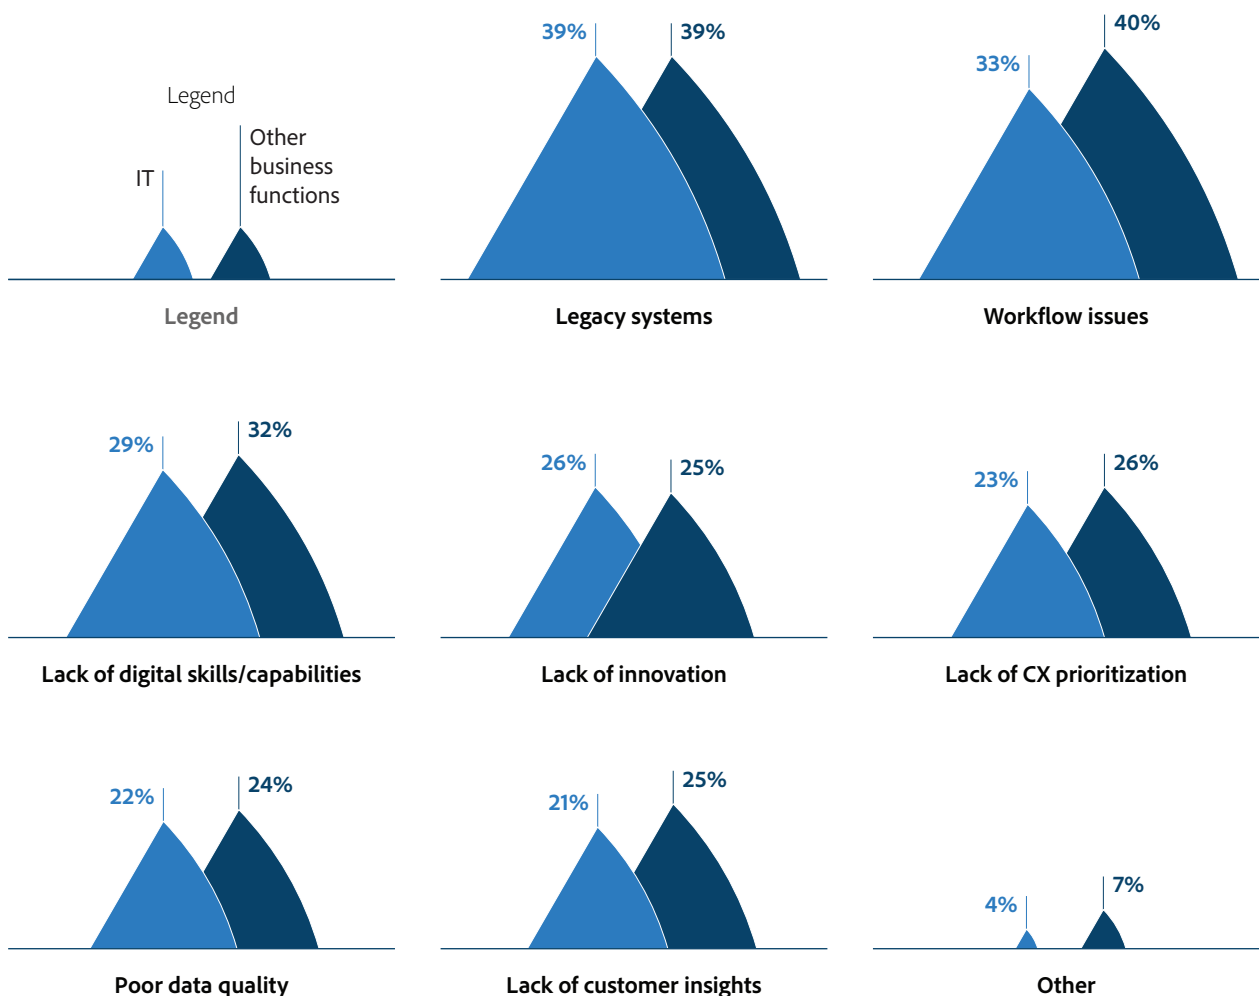 Legend
IT
Other
business
functions
Legend
39%
39%
Legacy systems
33%
40%
Workflow issues
29%
32%
Lack of digital skills/capabilities
26%
25%
Lack of innovation
23%
26%
Lack of CX prioritization
22%
24%
Poor data quality
21%
25%
Lack of customer insights
4%
7%
Other